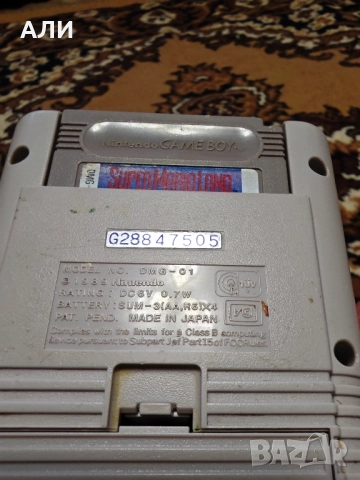 АЛИ
Nintendo GAME BOY
DMG-
SUPER MARIO LAND
G28847505
MODEL NO. DMG-01
©1989 Nintendo
RATING: DC6V 0.7W
BATTERY: SUM-3(AA,R6)X4
PAT. PEND. MADE IN JAPAN
Complies with the limits for a Class B computing
device pursuant to Subpart J of Part 15 of FCC Rules
BAZAR
bg